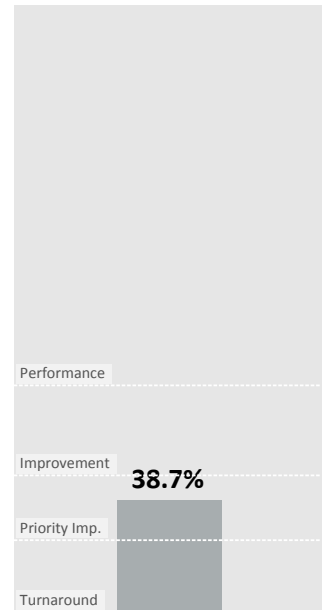 Performance
Improvement
38.7%
Priority Imp.
Turnaround